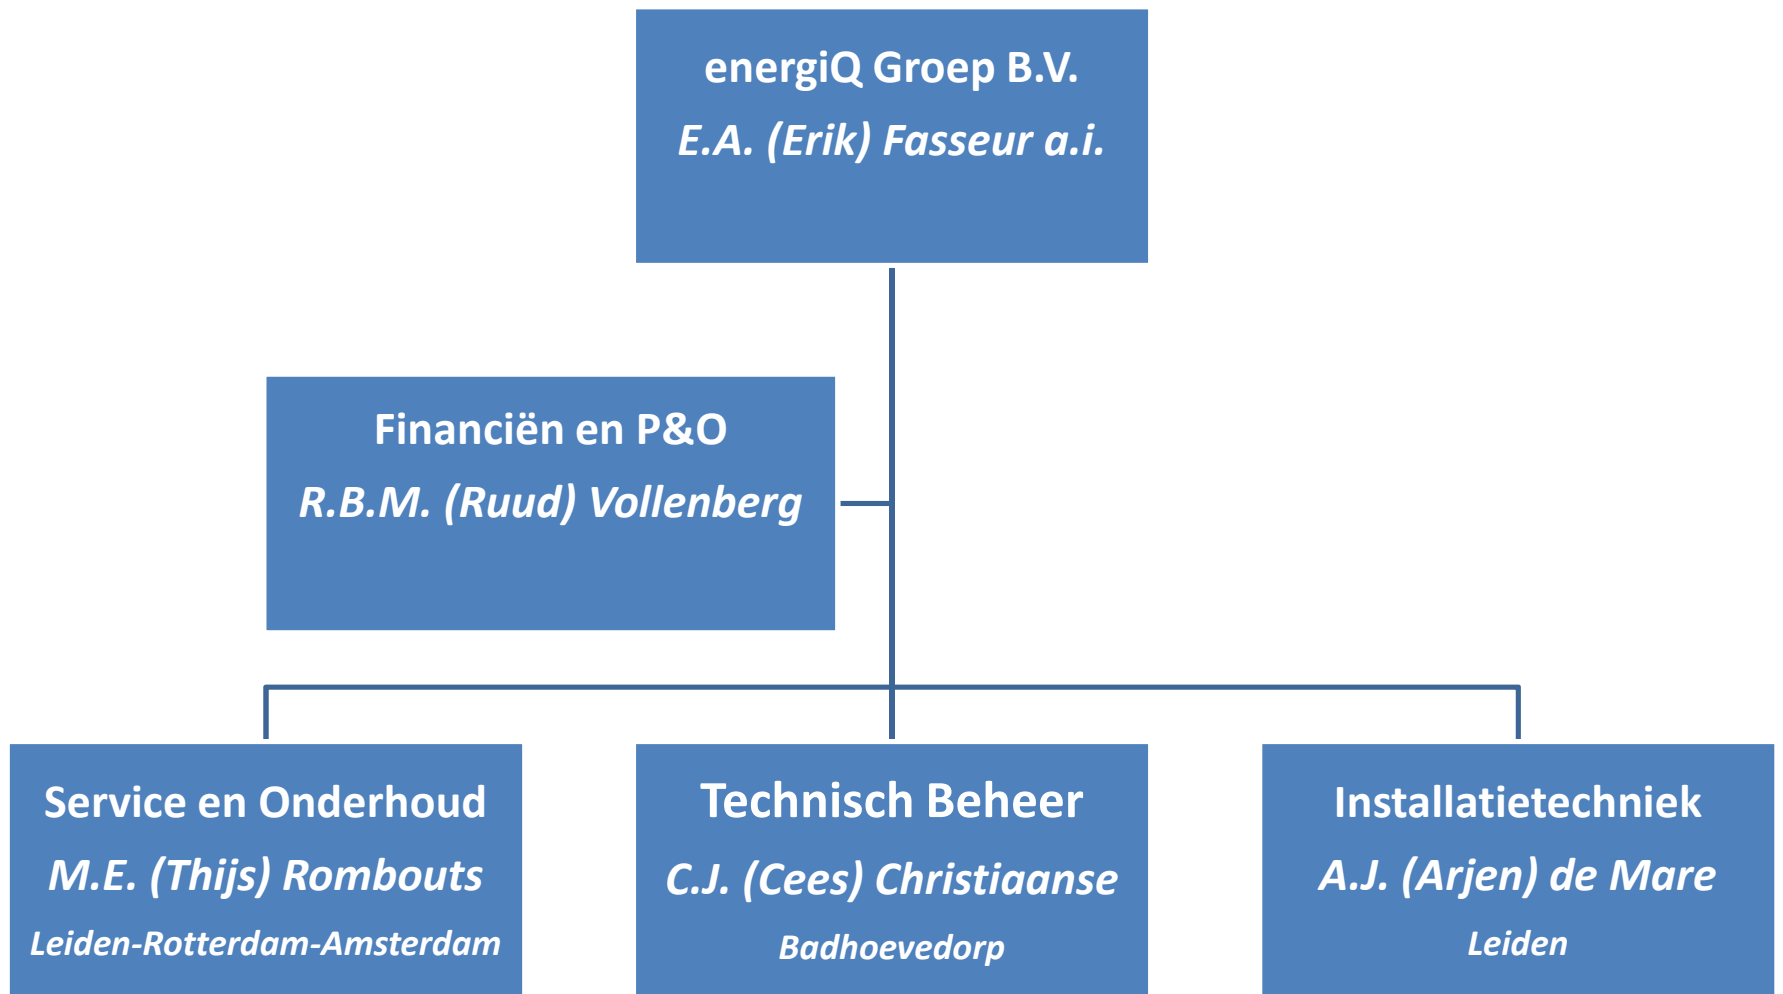 energiQ Groep B.V.
E.A. (Erik) Fasseur a.i.
Financiën en P&O
R.B.M. (Ruud) Vollenberg
Service en Onderhoud
M.E. (Thijs) Rombouts
Leiden-Rotterdam-Amsterdam
Technisch Beheer
C.J. (Cees) Christiaanse
Badhoevedorp
Installatietechniek
A.J. (Arjen) de Mare
Leiden